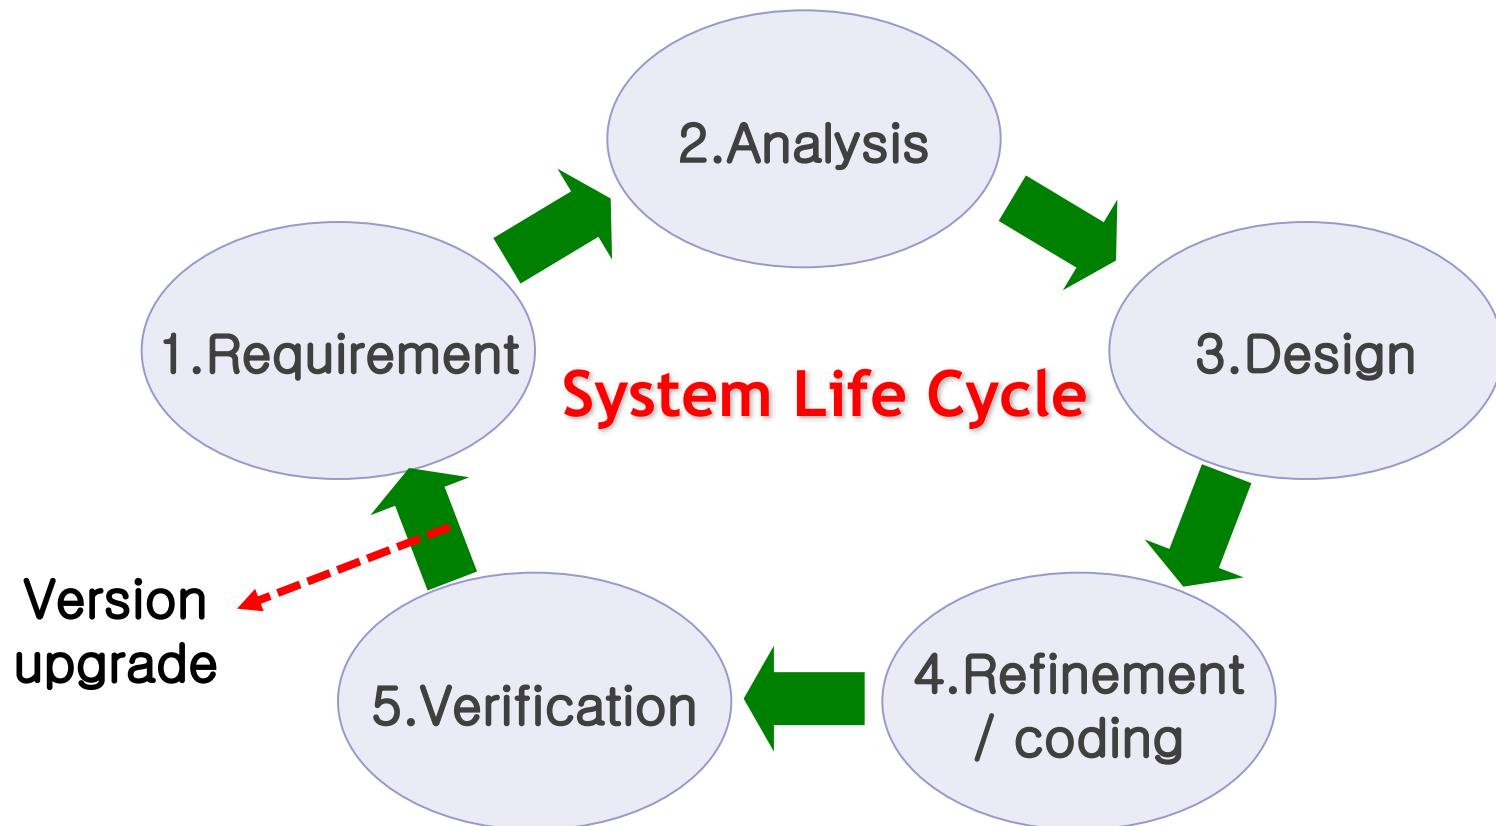 2.Analysis
1.Requirement
3.Design
System Life Cycle
Version
upgrade
5.Verification
4.Refinement
/ coding